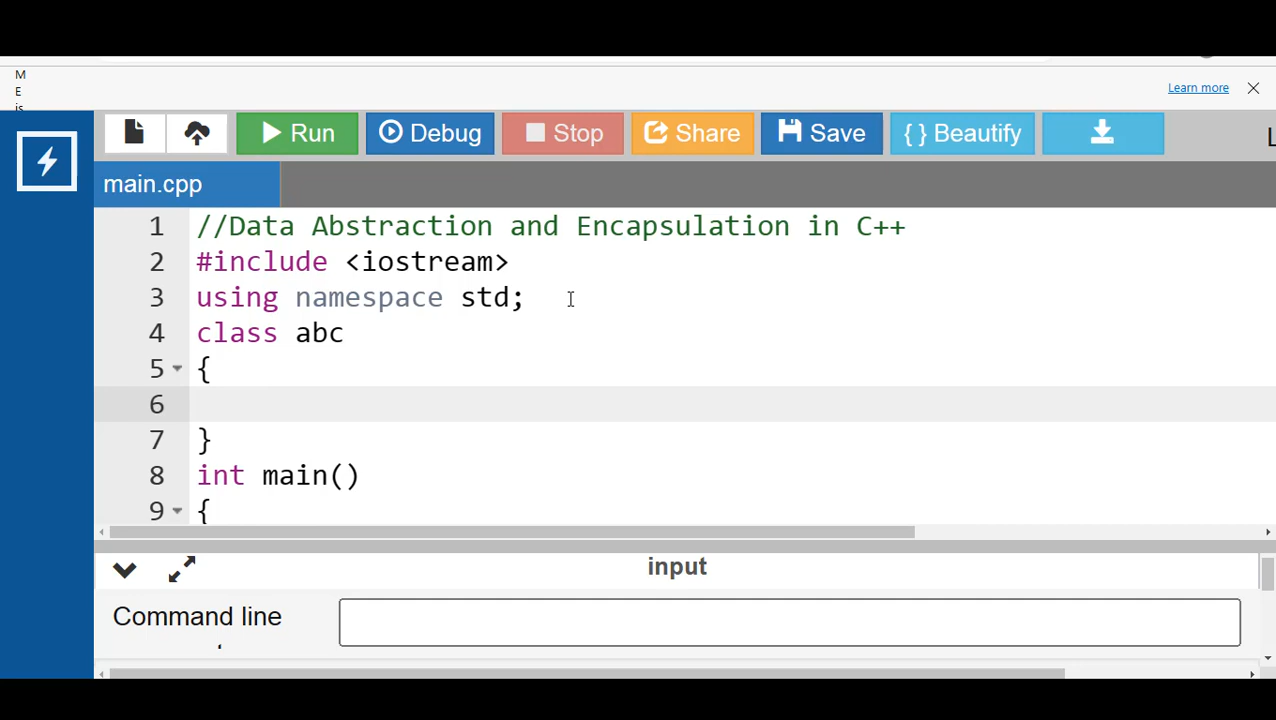 M
E
is
Learn more
Run Debug Stop Share Save { } Beautify
main.cpp
1 //Data Abstraction and Encapsulation in C++
2 #include <iostream>
3 using namespace std;
4 class abc
5 {
6
7 }
8 int main()
9 {
input
Command line